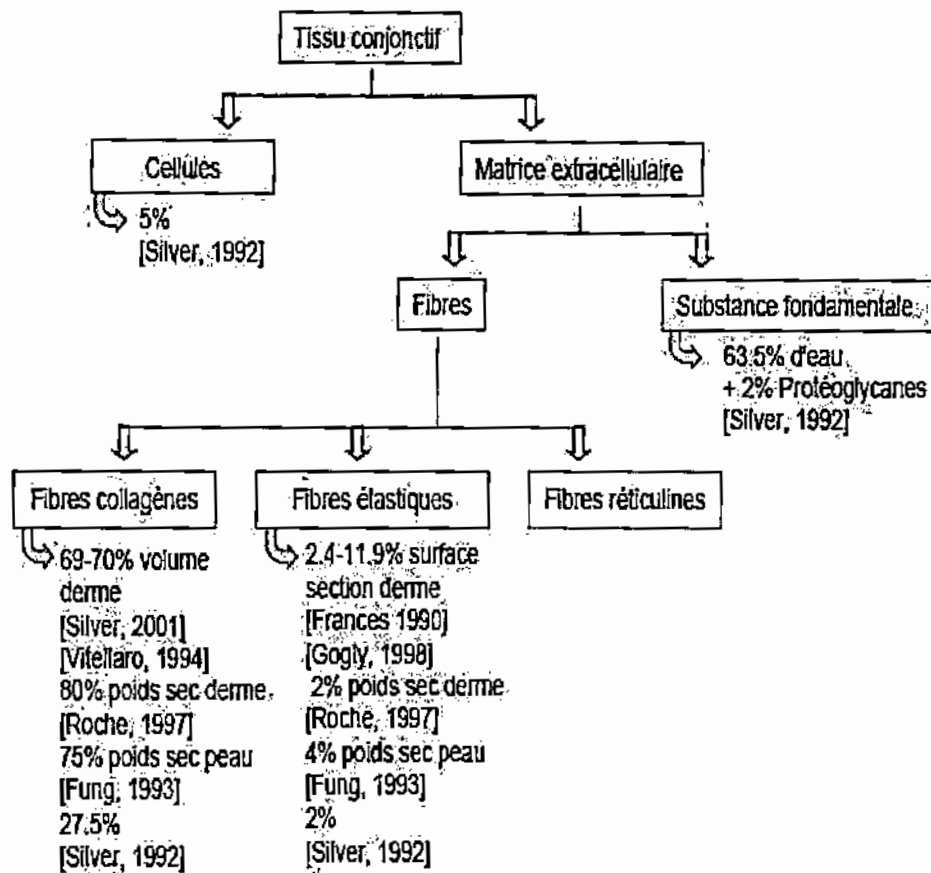 Tissu conjonctif
Cellules
5%
[Silver, 1992]
Matrice extracellulaire
Fibres
Substance fondamentale
63.5% d'eau
+ 2% Protéoglycanes
[Silver, 1992]
Fibres collagènes
69-70% volume
derme
[Silver, 2001]
[Vitellaro, 1994]
80% poids sec derme
[Roche, 1997]
75% poids sec peau
[Fung, 1993]
27.5%
[Silver, 1992]
Fibres élastiques
2.4-11.9% surface
section derme
[Frances 1990]
[Gogly, 1998]
2% poids sec derme
[Roche, 1997]
4% poids sec peau
[Fung, 1993]
2%
[Silver, 1992]
Fibres réticulines